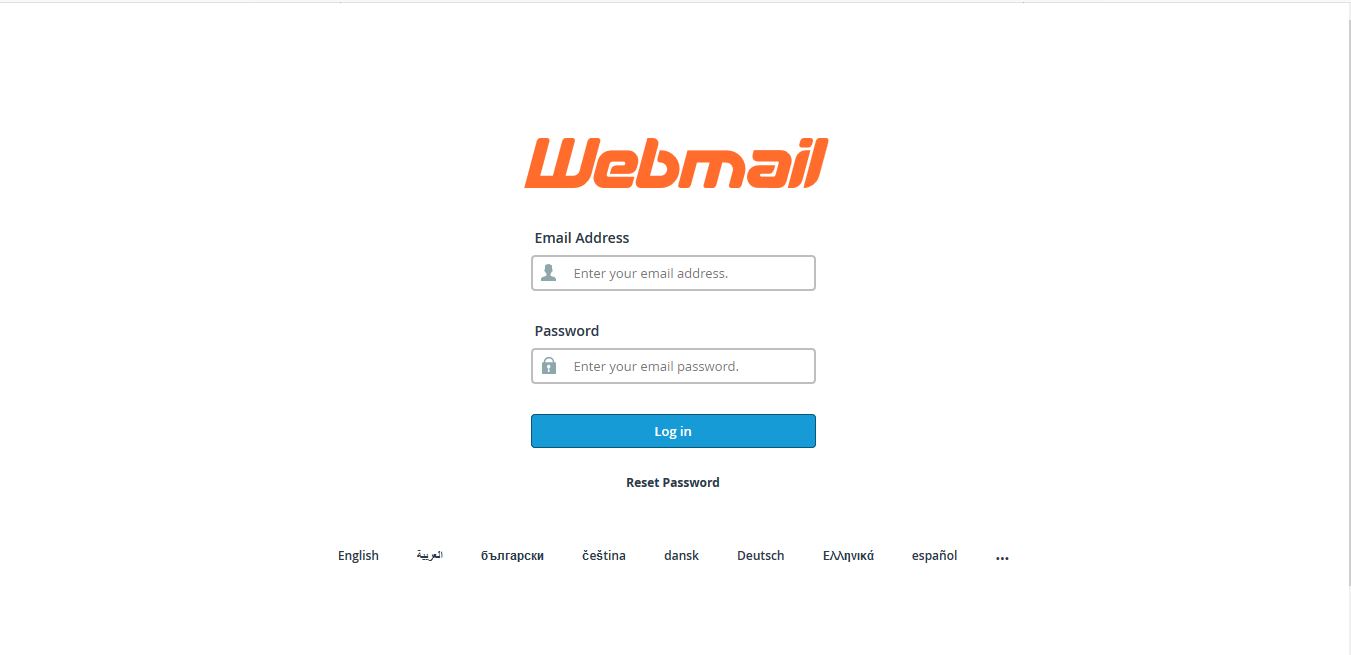 Webmail
Email Address
Enter your email address.
Password
Enter your email password.
Log in
Reset Password
English العربية български čeština dansk Deutsch Ελληνικά español ...